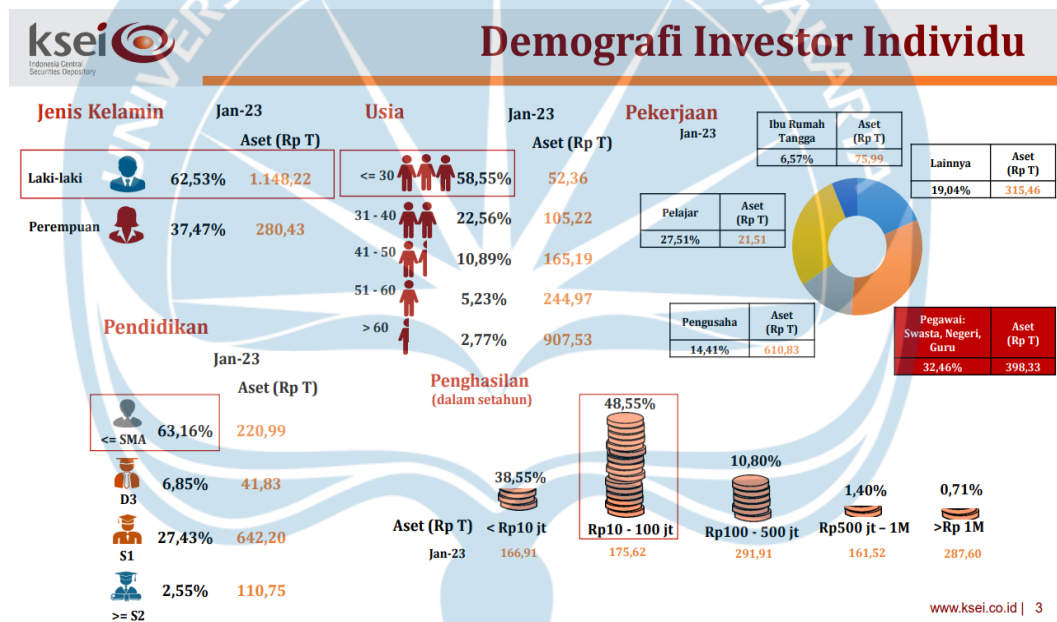 ksei
Indonesia Central
Securities Depository
Demografi Investor Individu
Jenis Kelamin
Jan-23
Aset (Rp T)
Laki-laki 62,53% 1.148,22
Perempuan 37,47% 280,43
Usia
Jan-23
Aset (Rp T)
<= 30 58,55% 52,36
31 - 40 22,56% 105,22
41 - 50 10,89% 165,19
51 - 60 5,23% 244,97
> 60 2,77% 907,53
Pekerjaan
Jan-23
Ibu Rumah
Tangga
Aset
(Rp T)
6,57% 75,99
Lainnya
Aset
(Rp T)
19,04% 315,46
Pelajar
Aset
(Rp T)
27,51% 21,51
Pengusaha
Aset
(Rp T)
14,41% 610,83
Pegawai:
Swasta, Negeri,
Guru
Aset
(Rp T)
32,46% 398,33
Pendidikan
Jan-23
Aset (Rp T)
<= SMA 63,16% 220,99
D3 6,85% 41,83
S1 27,43% 642,20
>= S2 2,55% 110,75
Penghasilan
(dalam setahun)
38,55% 48,55% 10,80% 1,40% 0,71%
Aset (Rp T) < Rp10 jt Rp10 - 100 jt Rp100 - 500 jt Rp500 jt – 1M >Rp 1M
Jan-23 166,91 175,62 291,91 161,52 287,60
www.ksei.co.id | 3